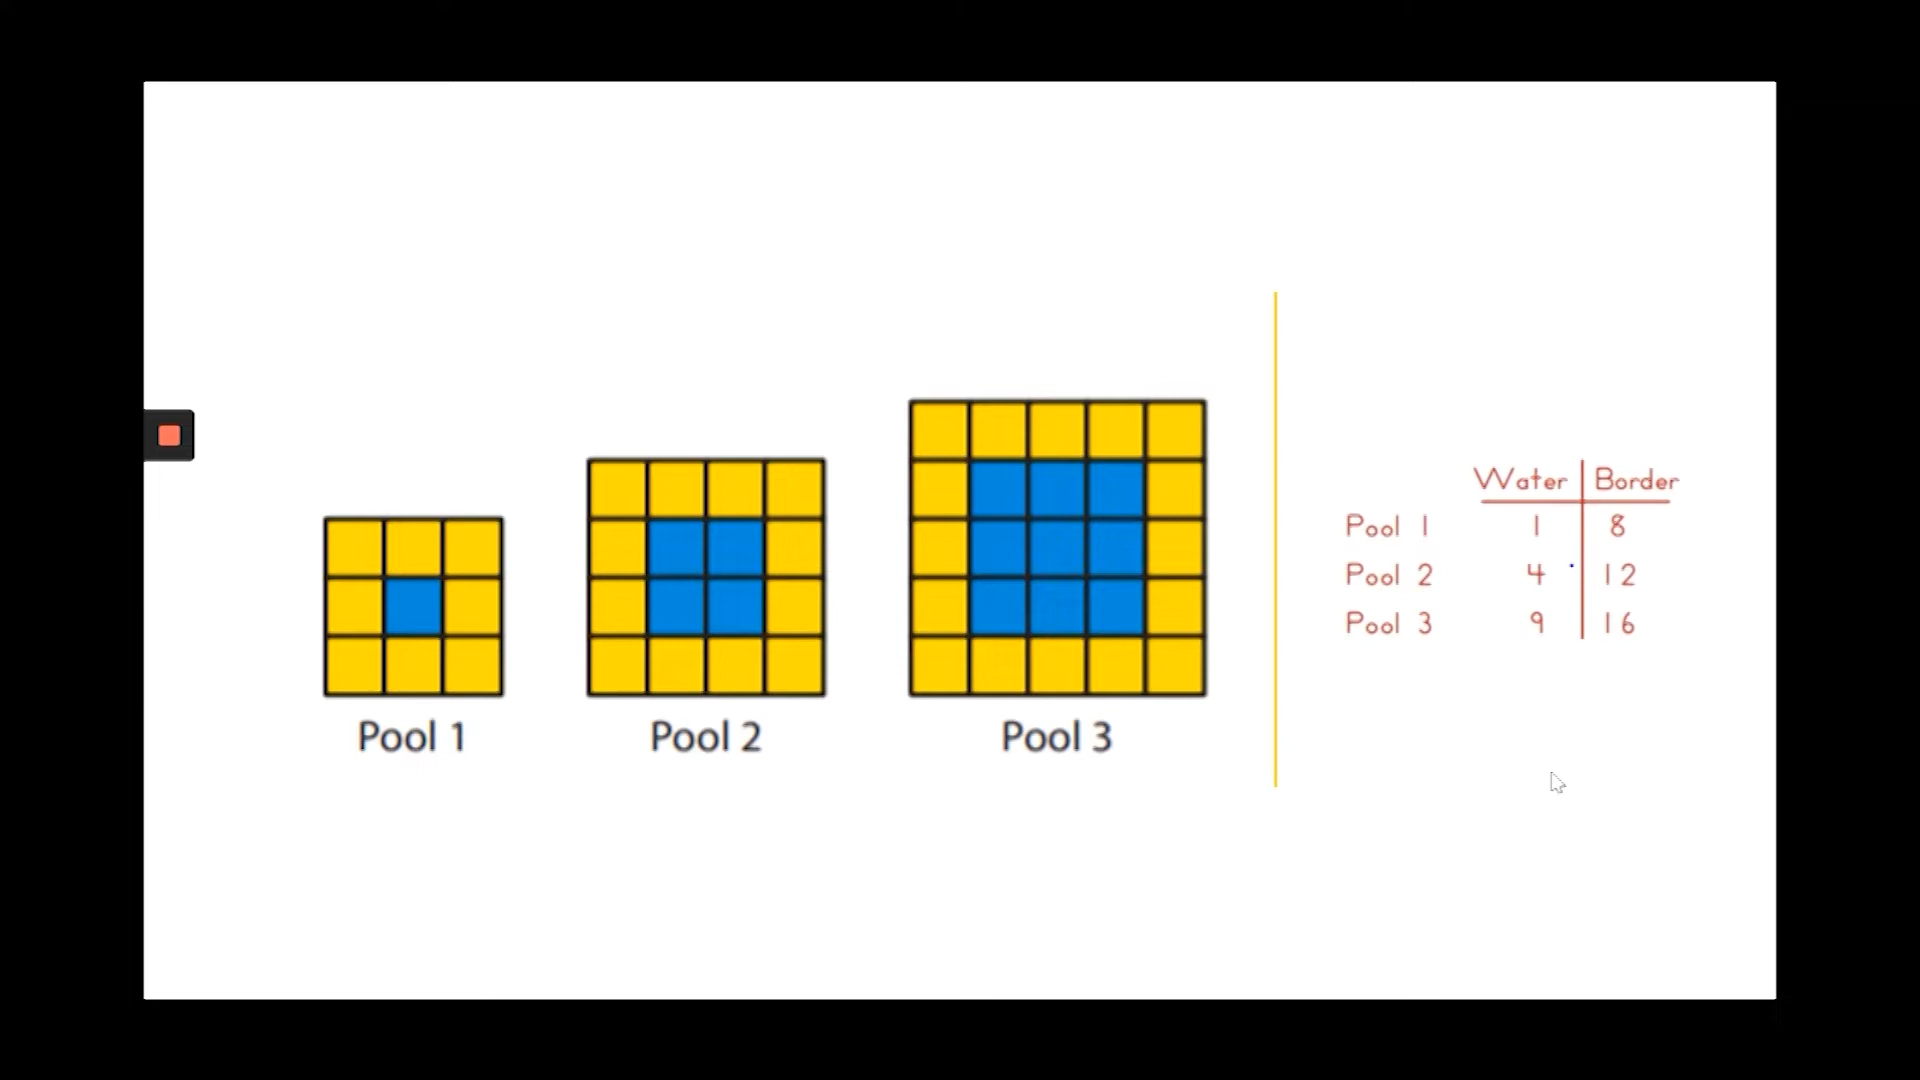 Water Border
Pool 1 1 8
Pool 2 4 12
Pool 3 9 16
Pool 1
Pool 2
Pool 3